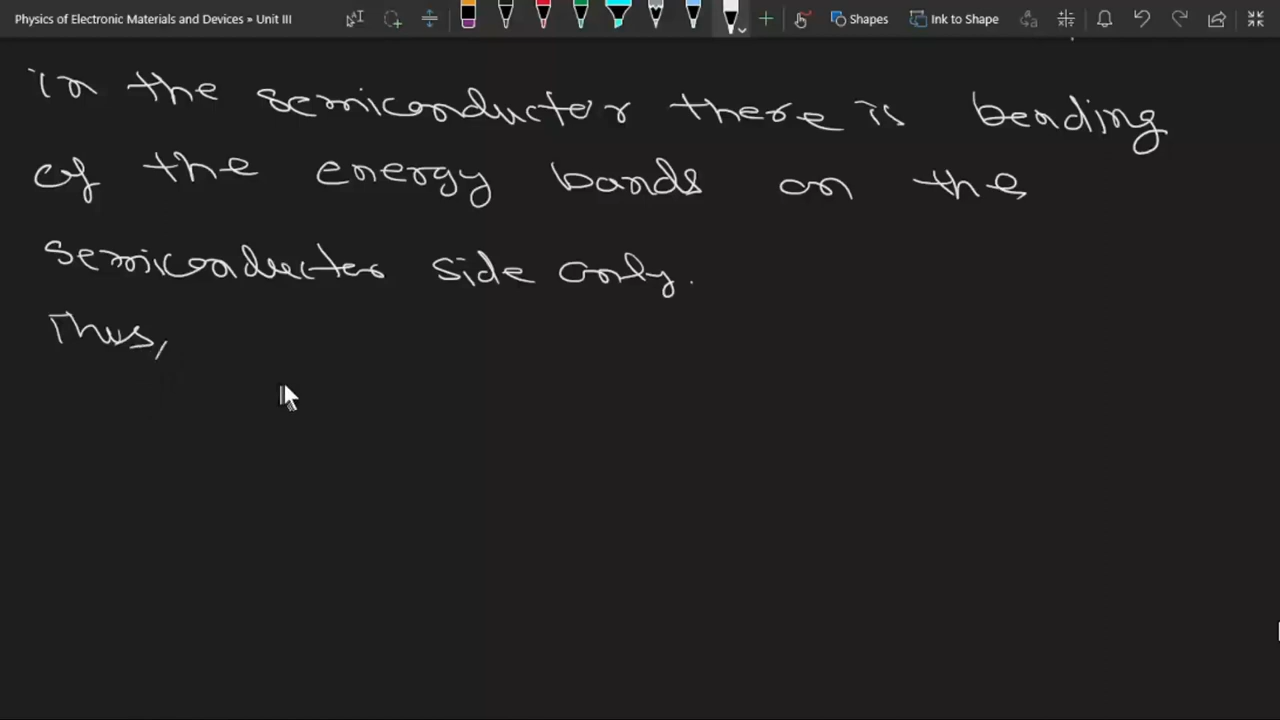 Physics of Electronic Materials and Devices » Unit III
Shapes
Ink to Shape
in the semiconductor there is bending
of the energy bands on the
semiconductor side only.
Thus,